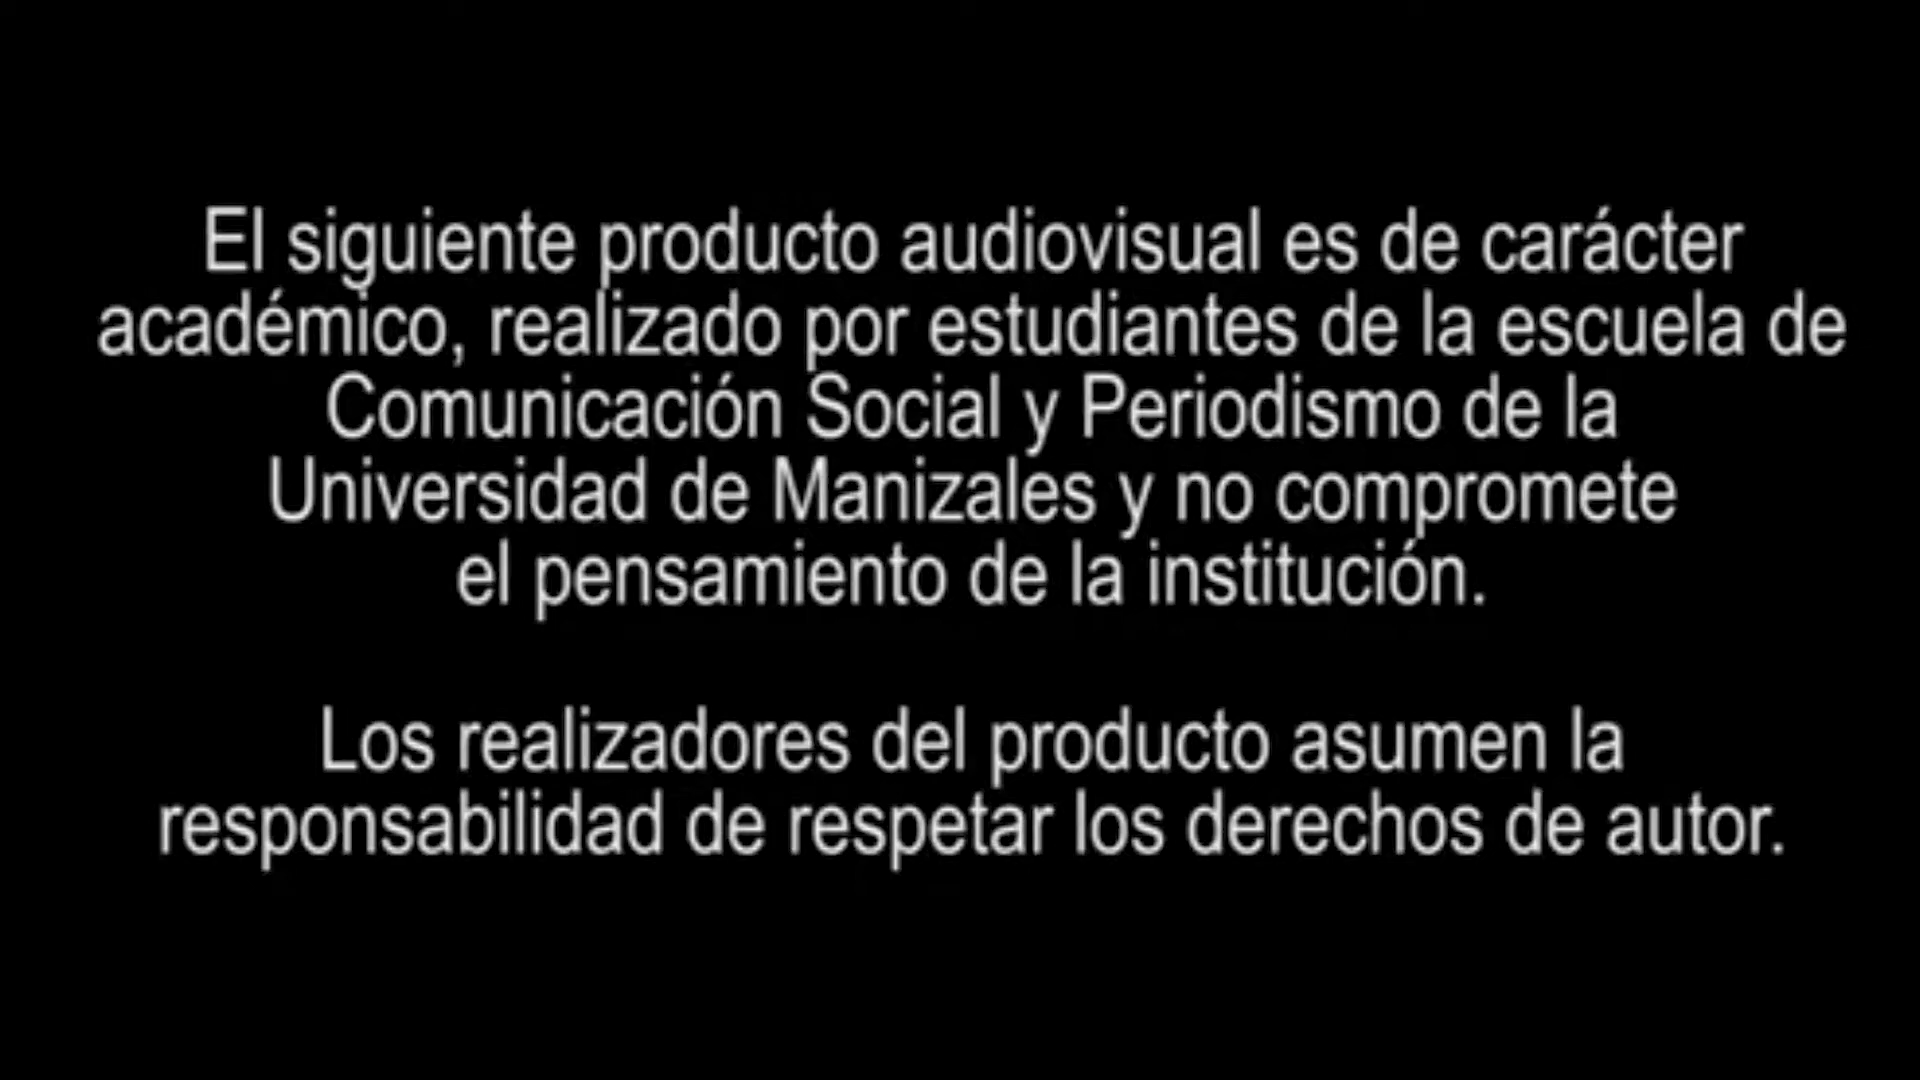 El siguiente producto audiovisual es de carácter
académico, realizado por estudiantes de la escuela de
Comunicación Social y Periodismo de la
Universidad de Manizales y no compromete
el pensamiento de la institución.
Los realizadores del producto asumen la
responsabilidad de respetar los derechos de autor.